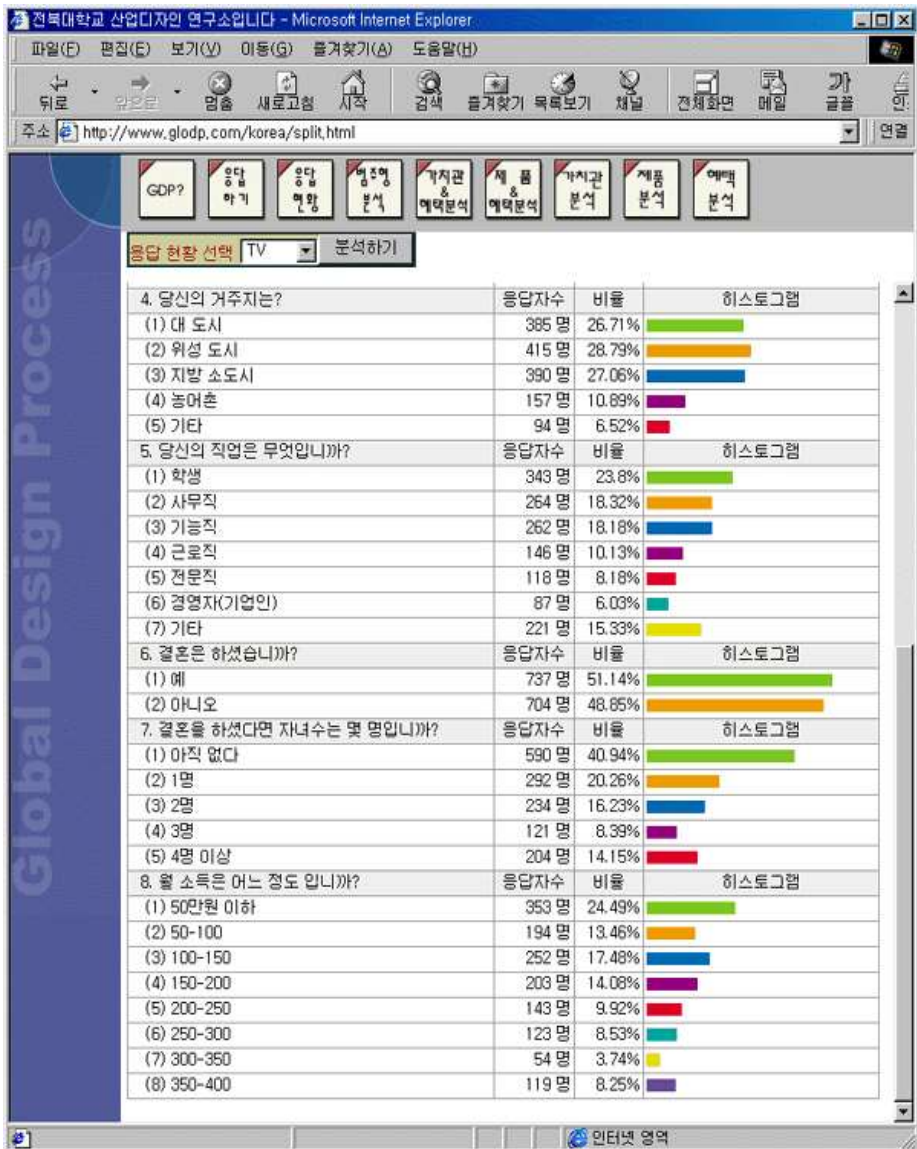 전북대학교 산업디자인 연구소입니다 - Microsoft Internet Explorer
파일(F) 편집(E) 보기(V) 이동(G) 즐겨찾기(A) 도움말(H)
뒤로 앞으로 멈춤 새로고침 시작 검색 즐겨찾기 목록보기 채널 전체화면 메일 글꼴 인
주소 http://www.glodp.com/korea/split.html 연결
GDP? 응답 하기 응답 현황 범주형 분석 가치관 & 혜택분석 제 품 & 혜택분석 가치관 분석 제품 분석 혜택 분석
응답 현황 선택 TV 분석하기
Global Design Process
4. 당신의 거주지는? 응답자수 비율 히스토그램
(1) 대 도시 385 명 26.71%
(2) 위성 도시 415 명 28.79%
(3) 지방 소도시 390 명 27.06%
(4) 농어촌 157 명 10.89%
(5) 기타 94 명 6.52%
5. 당신의 직업은 무엇입니까? 응답자수 비율 히스토그램
(1) 학생 343 명 23.8%
(2) 사무직 264 명 18.32%
(3) 기능직 262 명 18.18%
(4) 근로직 146 명 10.13%
(5) 전문직 118 명 8.18%
(6) 경영자(기업인) 87 명 6.03%
(7) 기타 221 명 15.33%
6. 결혼은 하셨습니까? 응답자수 비율 히스토그램
(1) 예 737 명 51.14%
(2) 아니오 704 명 48.85%
7. 결혼을 하셨다면 자녀수는 몇 명입니까? 응답자수 비율 히스토그램
(1) 아직 없다 590 명 40.94%
(2) 1명 292 명 20.26%
(3) 2명 234 명 16.23%
(4) 3명 121 명 8.39%
(5) 4명 이상 204 명 14.15%
8. 월 소득은 어느 정도 입니까? 응답자수 비율 히스토그램
(1) 50만원 이하 353 명 24.49%
(2) 50-100 194 명 13.46%
(3) 100-150 252 명 17.48%
(4) 150-200 203 명 14.08%
(5) 200-250 143 명 9.92%
(6) 250-300 123 명 8.53%
(7) 300-350 54 명 3.74%
(8) 350-400 119 명 8.25%
인터넷 영역